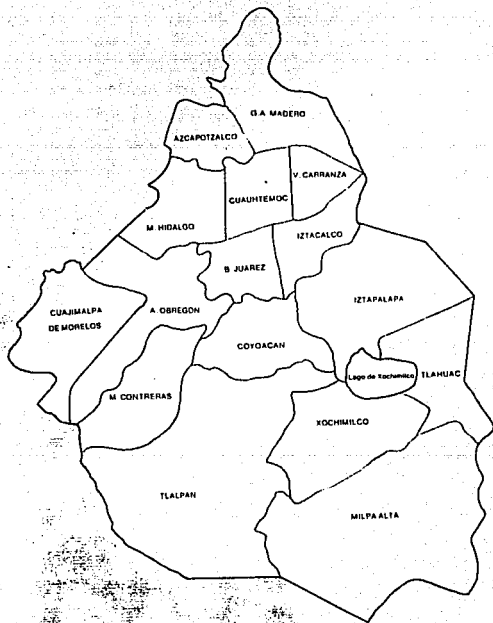 G.A. MADERO
AZCAPOTZALCO
V. CARRANZA
CUAUHTEMOC
M. HIDALGO
IZTACALCO
B. JUAREZ
IZTAPALAPA
CUAJIMALPA
DE MORELOS
A. OBREGON
COYOACAN
Lago de Xochimilco
TLAHUAC
M. CONTRERAS
XOCHIMILCO
TLALPAN
MILPA ALTA